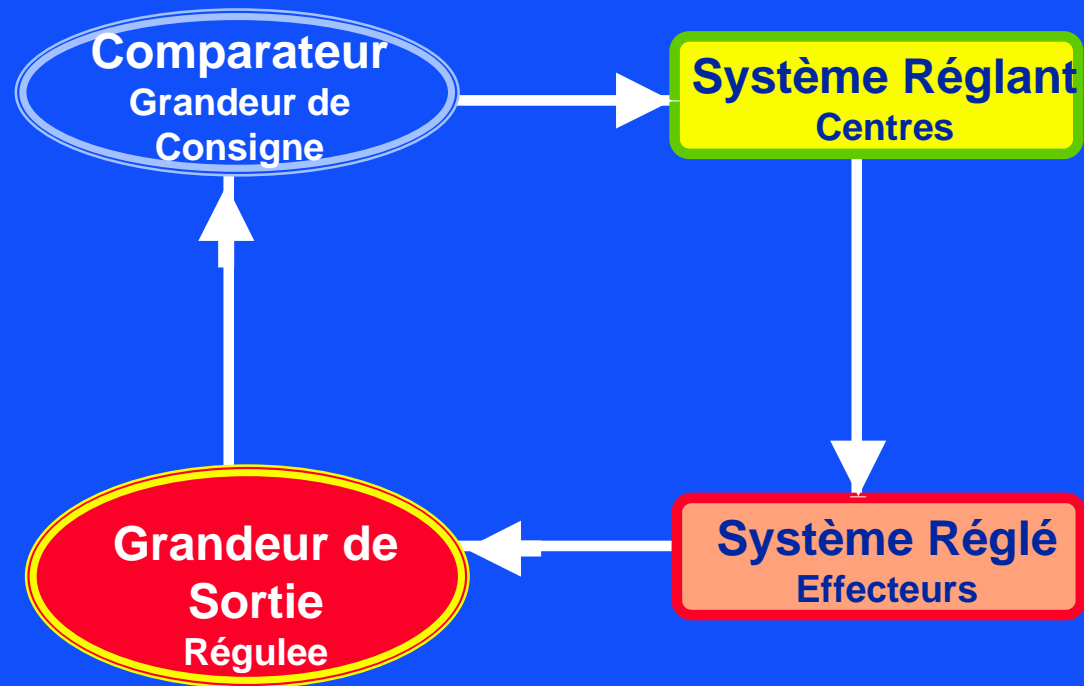 Comparateur
Grandeur de
Consigne
Système Réglant
Centres
Grandeur de
Sortie
Régulee
Système Réglé
Effecteurs